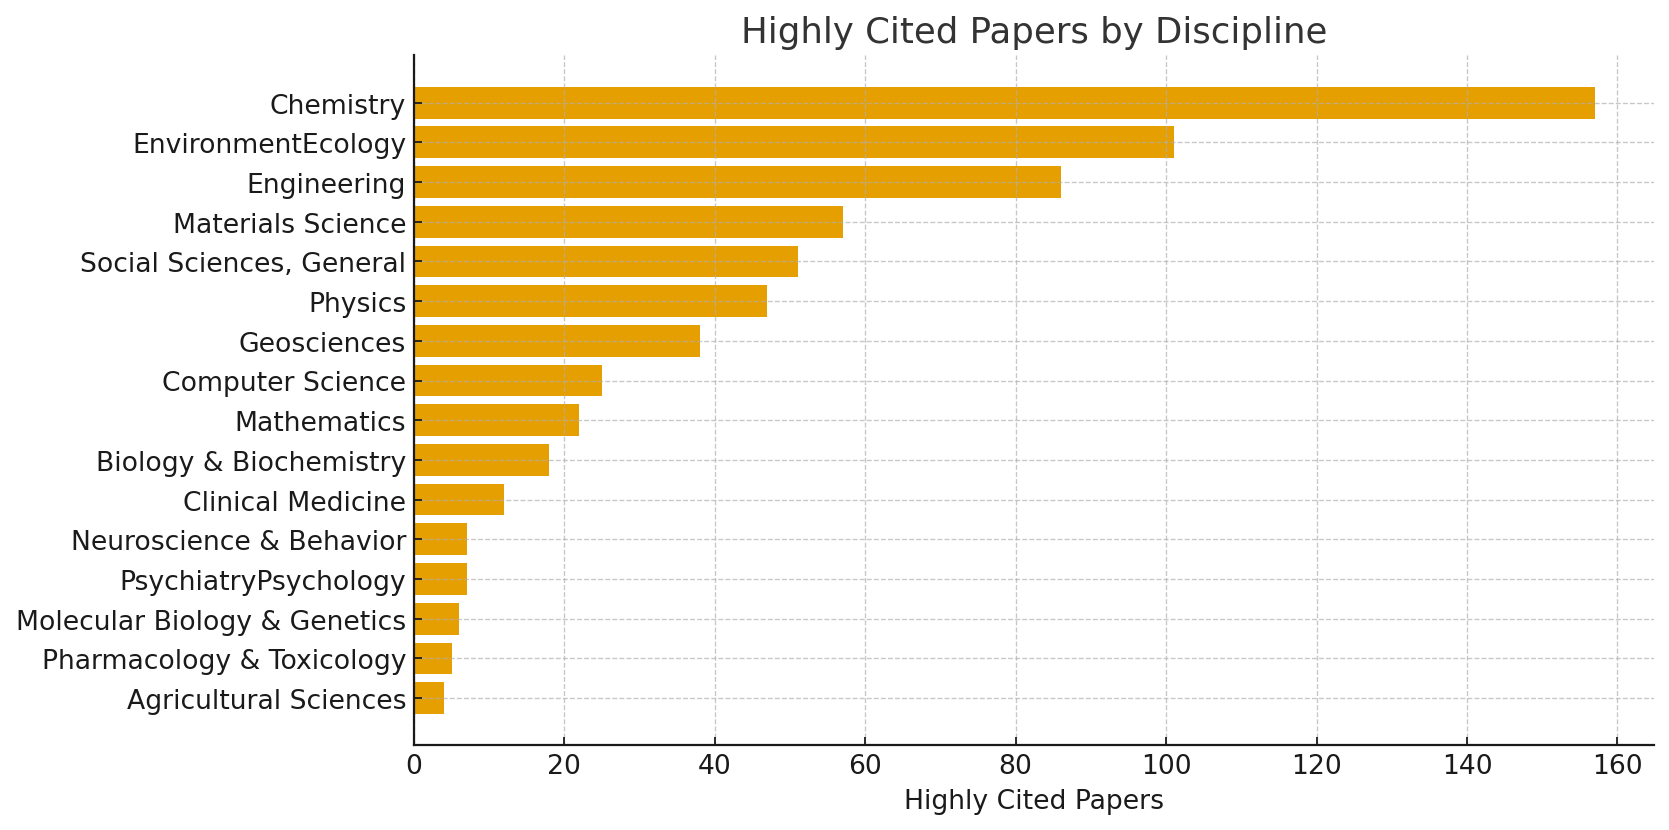 Highly Cited Papers by Discipline
Chemistry
EnvironmentEcology
Engineering
Materials Science
Social Sciences, General
Physics
Geosciences
Computer Science
Mathematics
Biology & Biochemistry
Clinical Medicine
Neuroscience & Behavior
PsychiatryPsychology
Molecular Biology & Genetics
Pharmacology & Toxicology
Agricultural Sciences
0 20 40 60 80 100 120 140 160
Highly Cited Papers